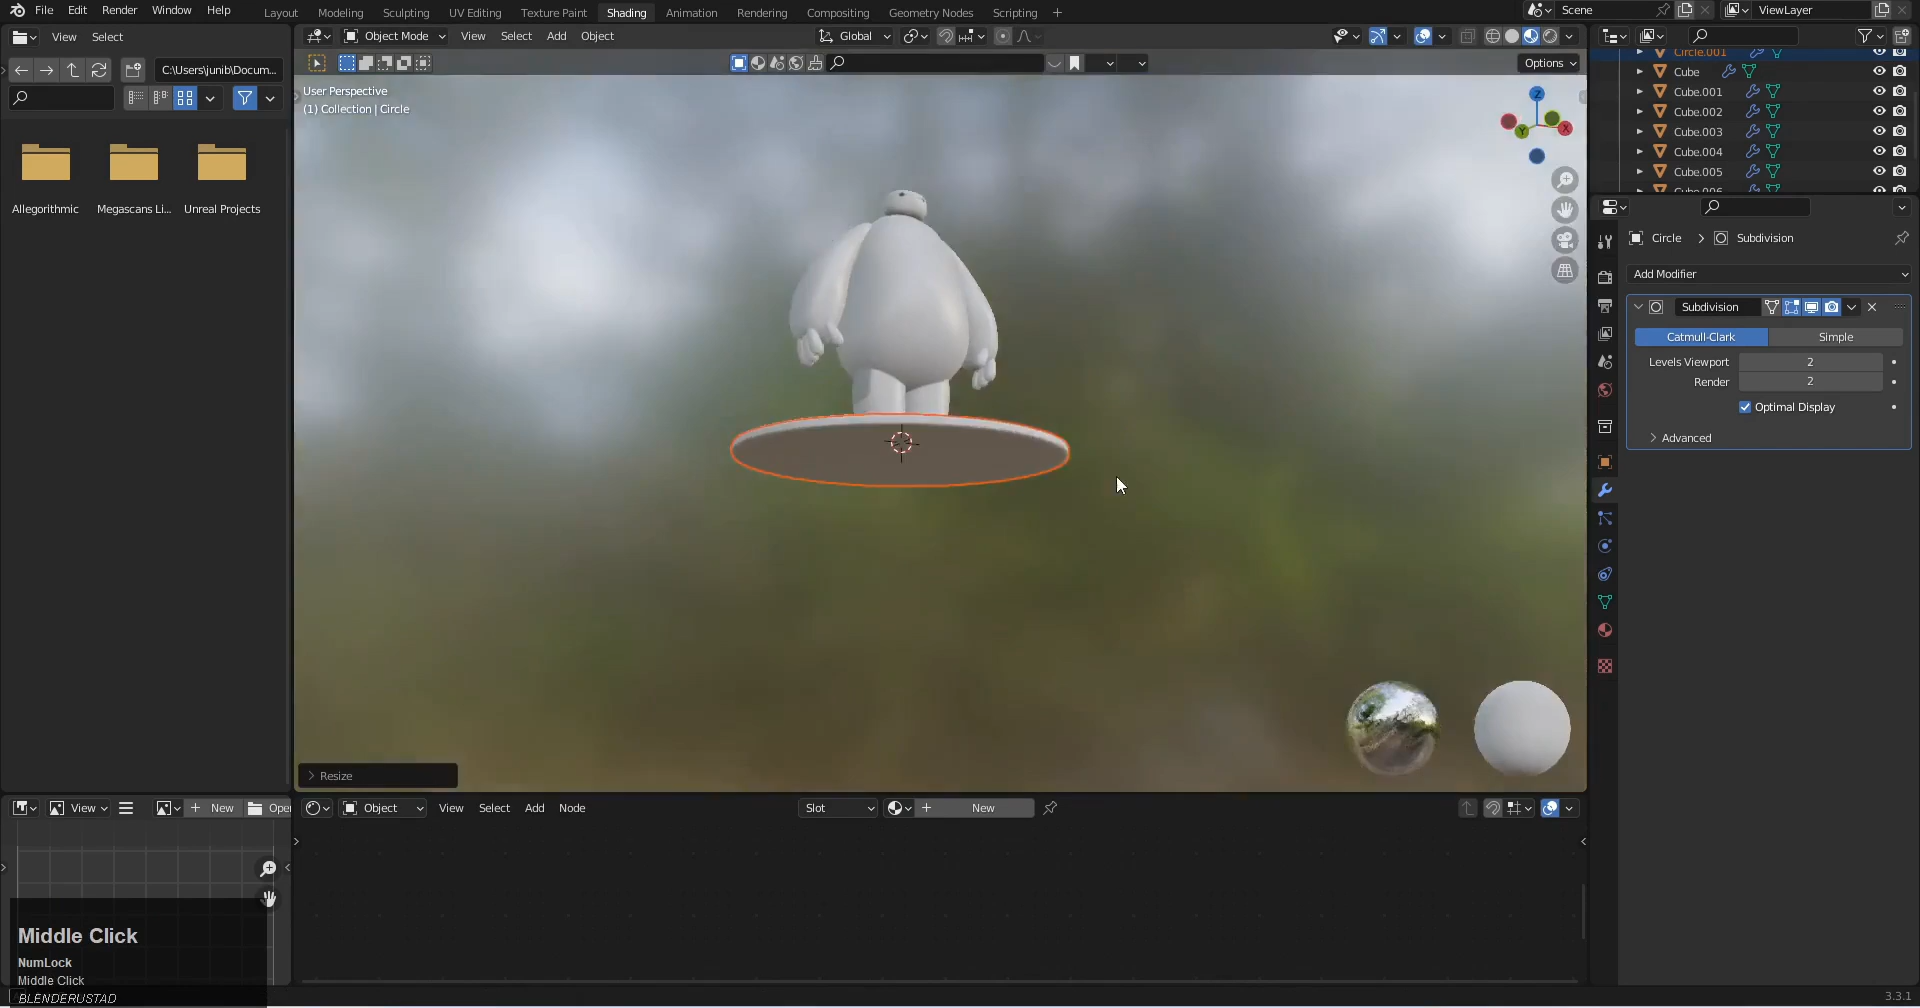 File Edit Render Window Help Layout Modeling Sculpting UV Editing Texture Paint Shading Animation Rendering Compositing Geometry Nodes Scripting + Scene ViewLayer
View Select Object Mode View Select Add Object Global
C:\Users\junib\Docum... Options
User Perspective
(1) Collection | Circle
Z
Y X
Allegorithmic Megascans Li... Unreal Projects
Circle.001
Cube
Cube.001
Cube.002
Cube.003
Cube.004
Cube.005
Cube.006
Circle > Subdivision
Add Modifier
Subdivision
Catmull-Clark Simple
Levels Viewport 2
Render 2
Optimal Display
Advanced
Resize
View + New Ope
Object View Select Add Node Slot + New
Middle Click
NumLock
Middle Click
BLENDERUSTAD
3.3.1